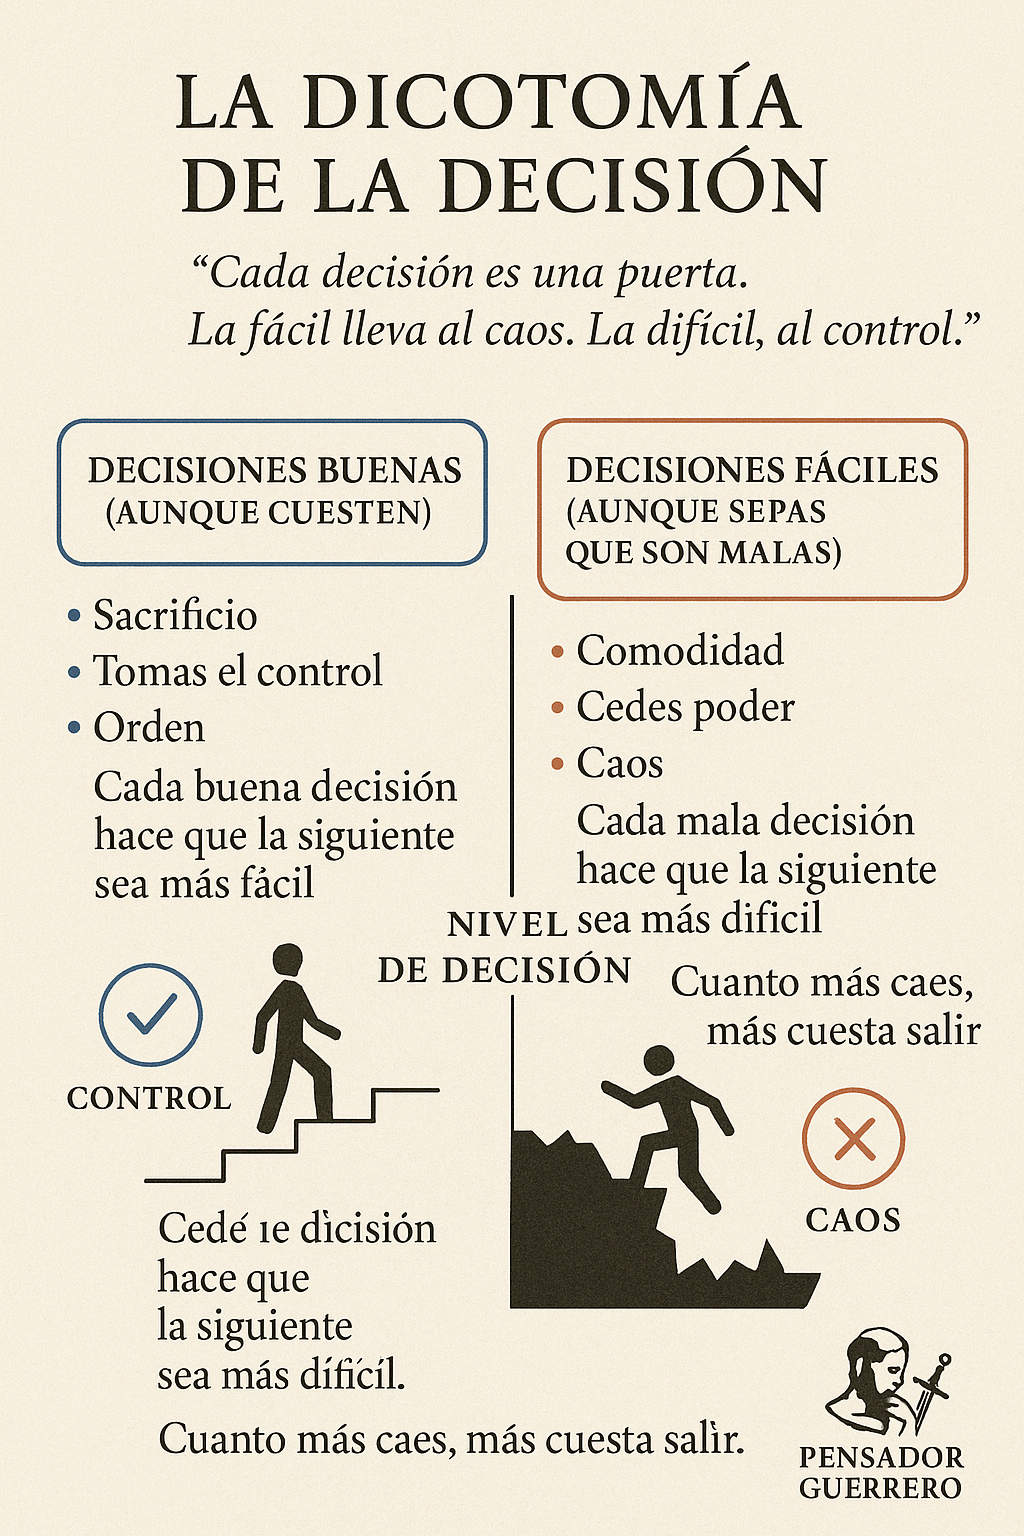 LA DICOTOMÍA
DE LA DECISIÓN
“Cada decisión es una puerta.
La fácil lleva al caos. La difícil, al control.”
DECISIONES BUENAS
(AUNQUE CUESTEN)
• Sacrificio
• Tomas el control
• Orden
Cada buena decisión
hace que la siguiente
sea más fácil
DECISIONES FÁCILES
(AUNQUE SEPAS
QUE SON MALAS)
• Comodidad
• Cedes poder
• Caos
Cada mala decisión
hace que la siguiente
sea más dificil
NIVEL
DE DECISIÓN
Cuanto más caes,
más cuesta salir
CONTROL
CAOS
Cedé ıe dìcisión
hace que
la siguiente
sea más díficíl.
Cuanto más caes, más cuesta salìr.
PENSADOR
GUERRERO